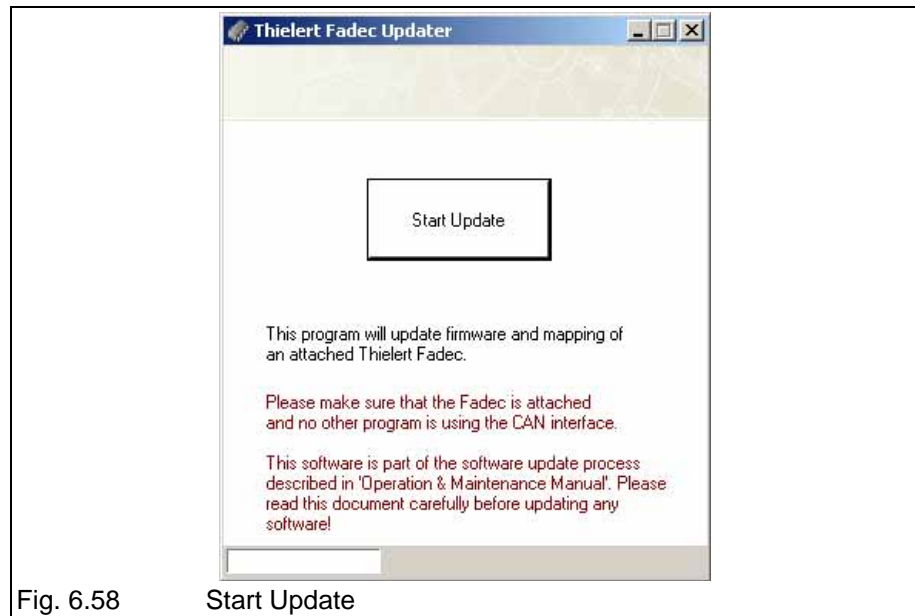 Thielert Fadec Updater
Start Update
This program will update firmware and mapping of
an attached Thielert Fadec.
Please make sure that the Fadec is attached
and no other program is using the CAN interface.
This software is part of the software update process
described in 'Operation & Maintenance Manual'. Please
read this document carefully before updating any
software!
Fig. 6.58 Start Update